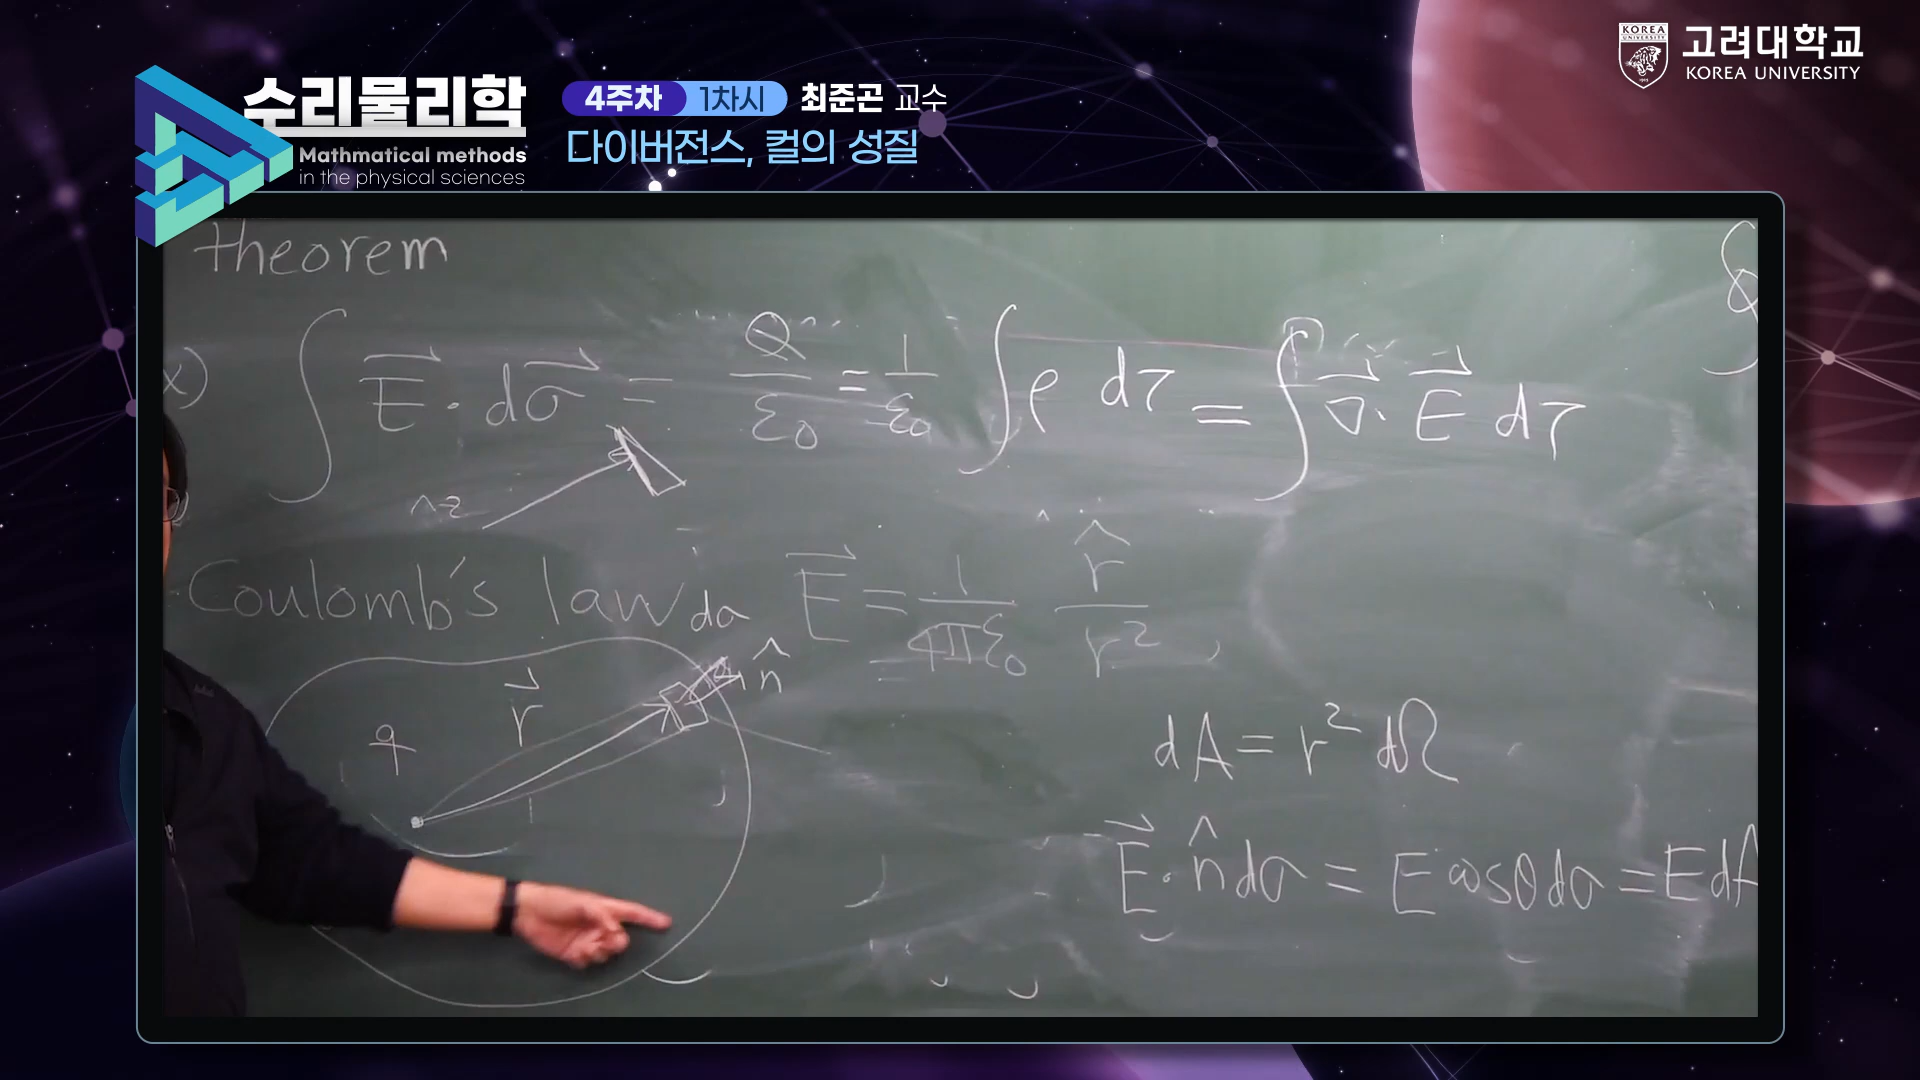 KOREA UNIVERSITY
고려대학교
KOREA UNIVERSITY
수리물리학
Mathmatical methods
in the physical sciences
4주차 1차시 최준곤 교수
다이버전스, 컬의 성질
theorem
x) ∫ E⃗ · dσ⃗ = Q/ε₀ = 1/ε₀ ∫ ρ dτ = ∫ ∇⃗· E⃗ dτ
Coulomb's law E⃗ = 1/4πε₀ r̂/r² ,
da
n̂
r⃗
q
dA = r² dΩ
E⃗ · n̂ dσ = E cosθ dσ = E dA